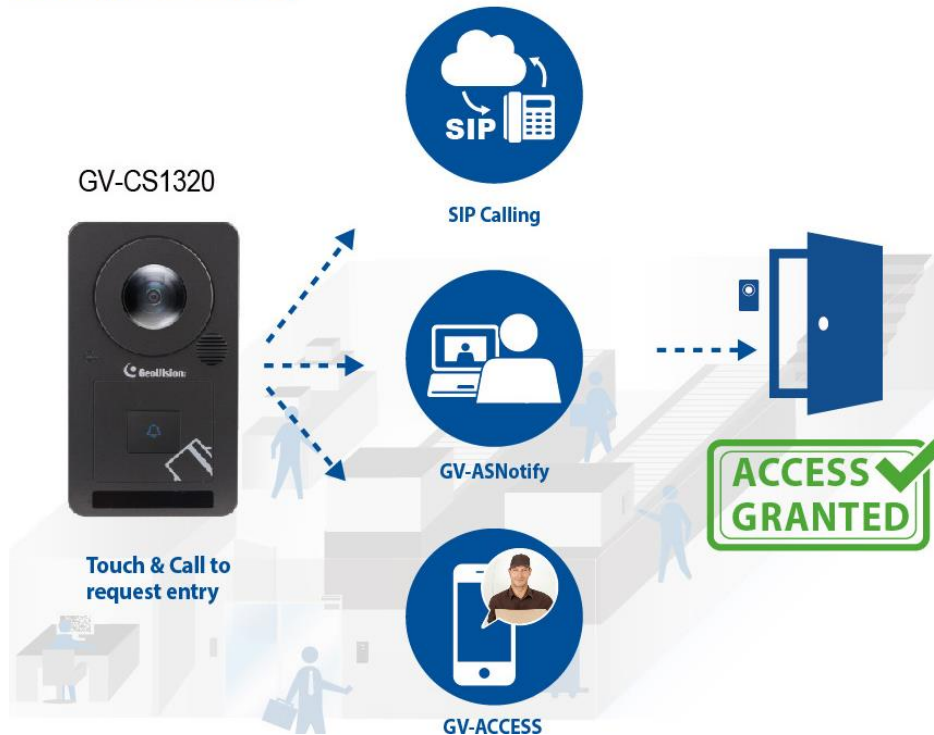 SIP
SIP Calling
GV-CS1320
GeoVision
Touch & Call to
request entry
GV-ASNotify
ACCESS
GRANTED
GV-ACCESS